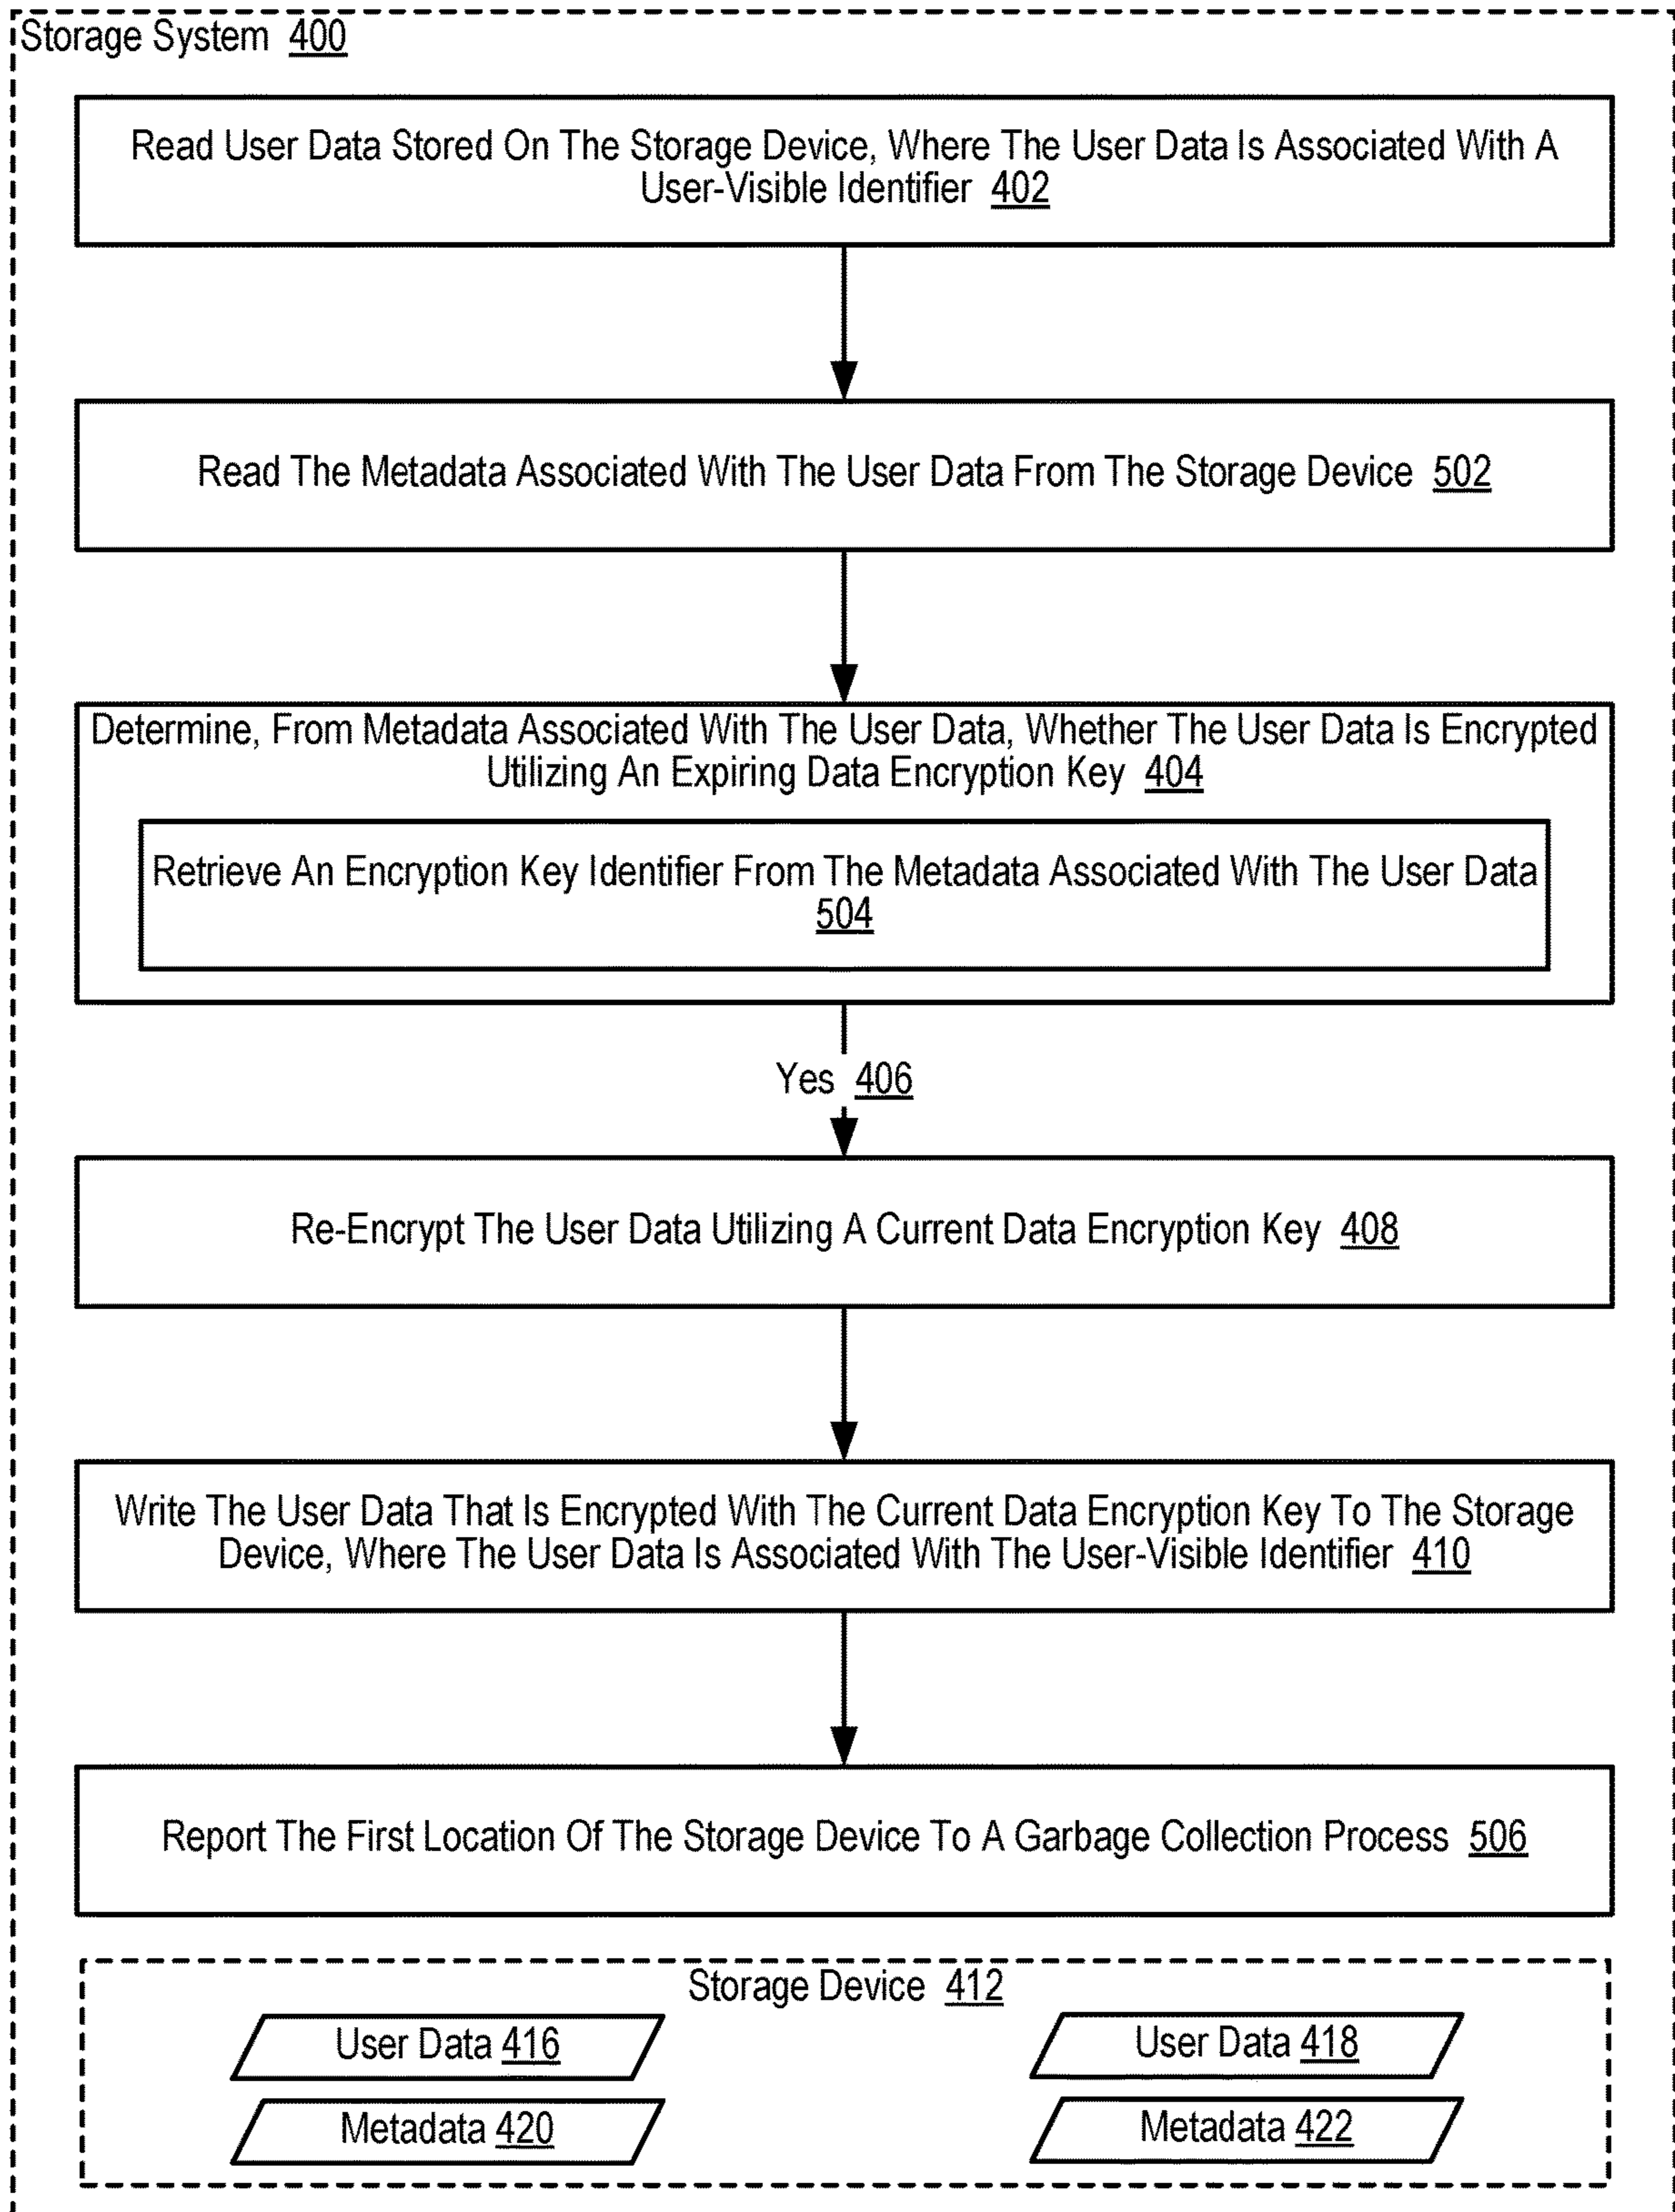 Storage System 400
Read User Data Stored On The Storage Device, Where The User Data Is Associated With A
User-Visible Identifier 402
Read The Metadata Associated With The User Data From The Storage Device 502
Determine, From Metadata Associated With The User Data, Whether The User Data Is Encrypted
Utilizing An Expiring Data Encryption Key 404
Retrieve An Encryption Key Identifier From The Metadata Associated With The User Data
504
Yes 406
Re-Encrypt The User Data Utilizing A Current Data Encryption Key 408
Write The User Data That Is Encrypted With The Current Data Encryption Key To The Storage
Device, Where The User Data Is Associated With The User-Visible Identifier 410
Report The First Location Of The Storage Device To A Garbage Collection Process 506
Storage Device 412
User Data 416
User Data 418
Metadata 420
Metadata 422